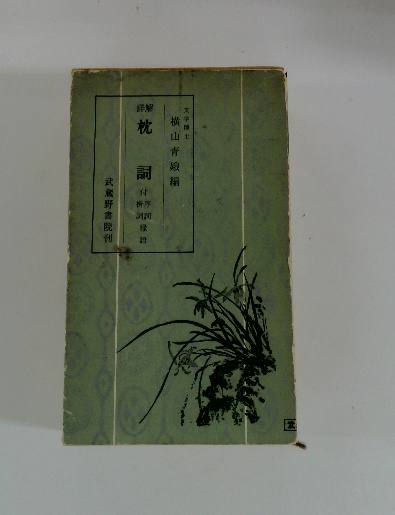 文学博士
横山青娥編
詳解
枕詞
付序詞
掛詞縁語
武蔵野書院刊